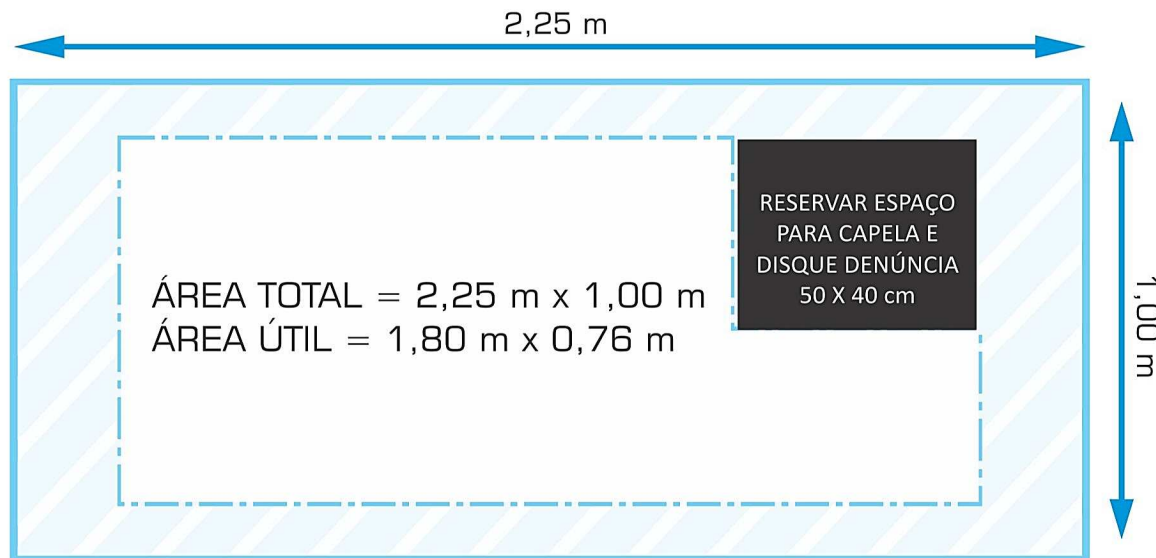 2,25 m
RESERVAR ESPAÇO
PARA CAPELA E
DISQUE DENÚNCIA
50 X 40 cm
ÁREA TOTAL = 2,25 m x 1,00 m
ÁREA ÚTIL = 1,80 m x 0,76 m
1,00 m